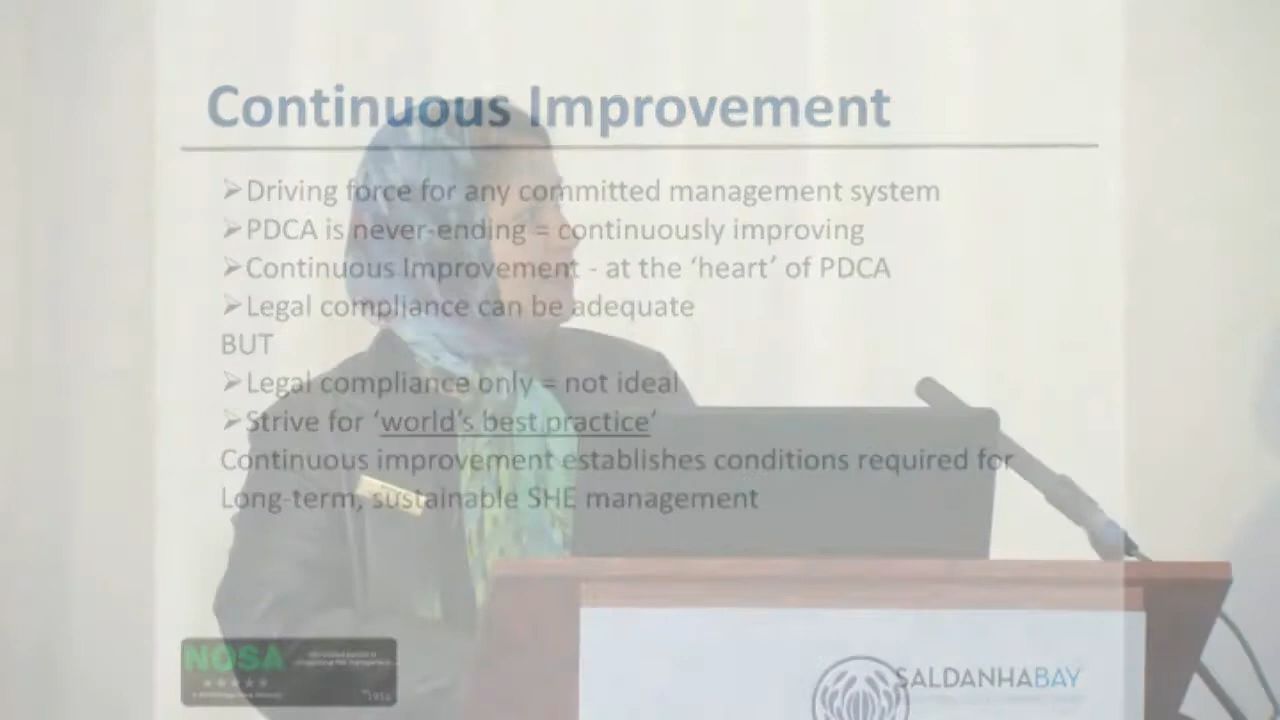 Continuous Improvement
➢Driving force for any committed management system
➢PDCA is never-ending = continuously improving
➢Continuous Improvement - at the ‘heart’ of PDCA
➢Legal compliance can be adequate
BUT
➢Legal compliance only = not ideal
➢Strive for ‘world’s best practice’
Continuous improvement establishes conditions required for
Long-term, sustainable SHE management
NOSA
SALDANHABAY